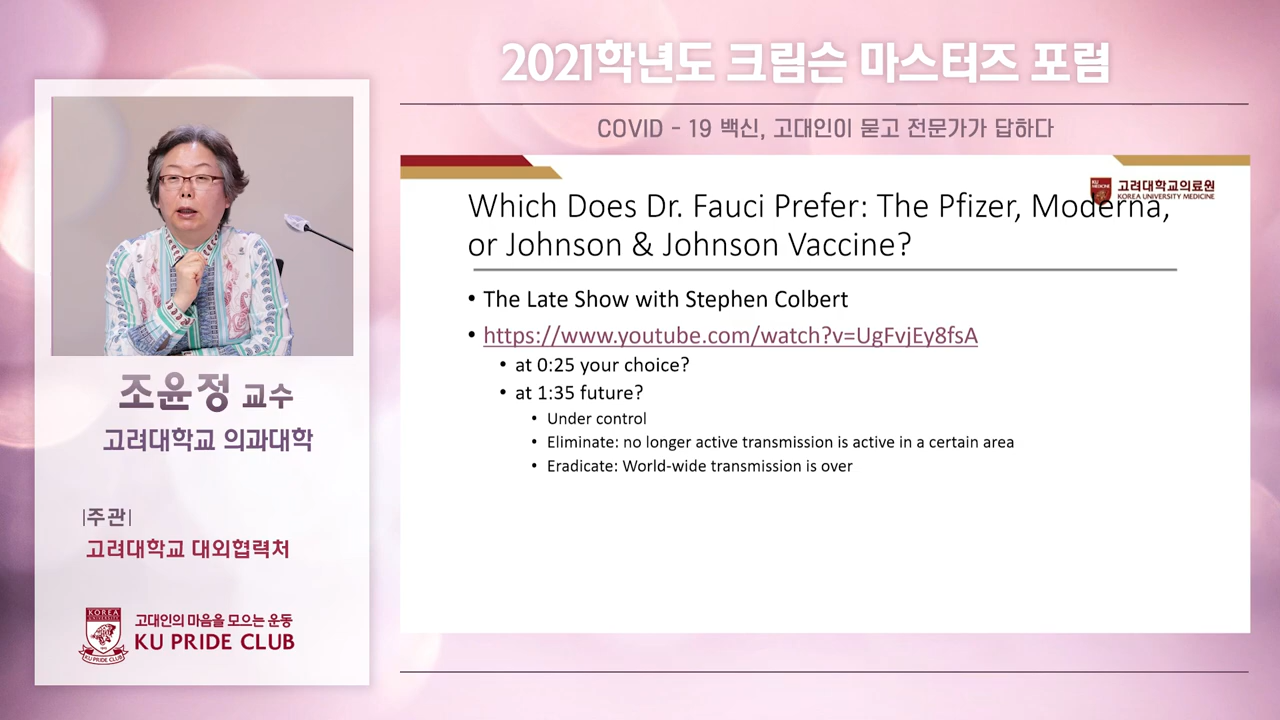 2021학년도 크림슨 마스터즈 포럼
COVID - 19 백신, 고대인이 묻고 전문가가 답하다
조윤정 교수
고려대학교 의과대학
|주관|
고려대학교 대외협력처
KOREA
KU PRIDE CLUB
고대인의 마음을 모으는 운동
KU PRIDE CLUB
KU
MEDICINE
고려대학교의료원
KOREA UNIVERSITY MEDICINE
Which Does Dr. Fauci Prefer: The Pfizer, Moderna,
or Johnson & Johnson Vaccine?
• The Late Show with Stephen Colbert
• https://www.youtube.com/watch?v=UgFvjEy8fsA
• at 0:25 your choice?
• at 1:35 future?
• Under control
• Eliminate: no longer active transmission is active in a certain area
• Eradicate: World-wide transmission is over